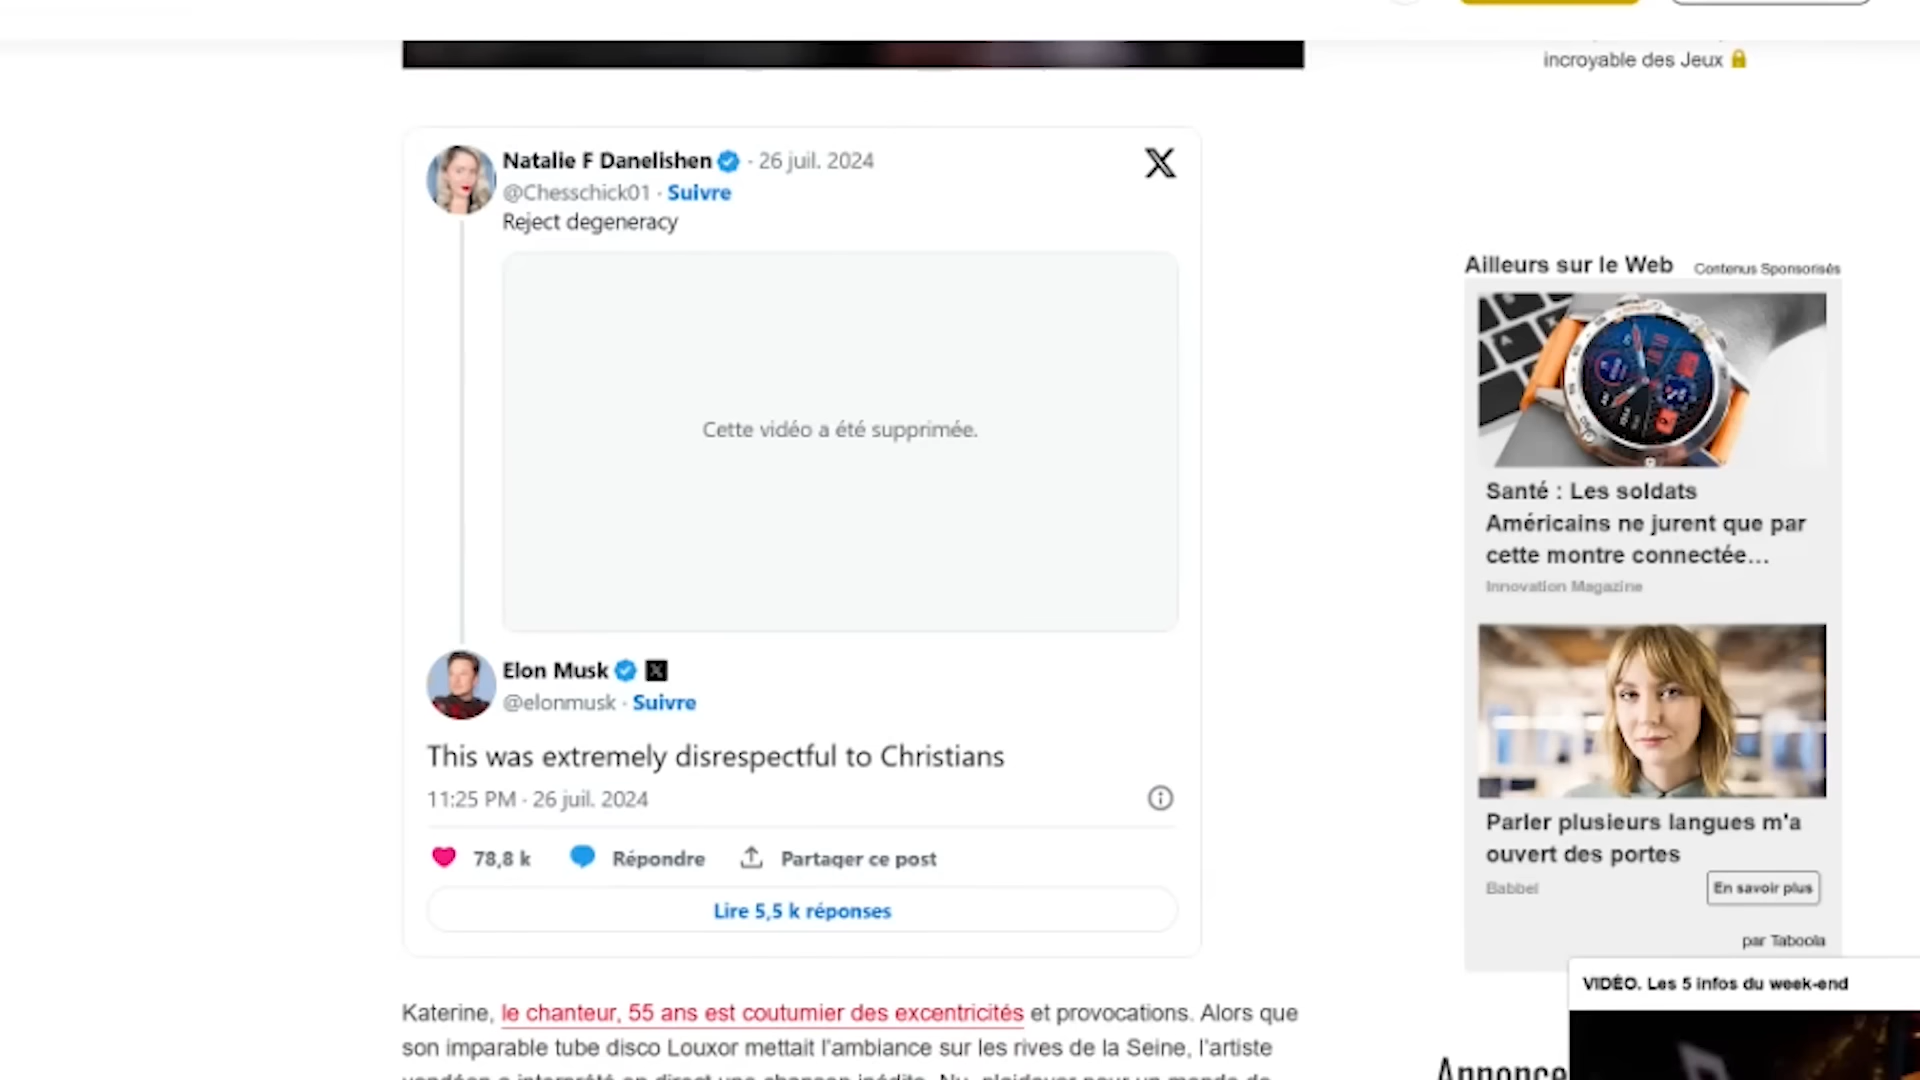 incroyable des Jeux
Natalie F Danelishen · 26 juil. 2024
@Chesschick01 · Suivre
Reject degeneracy
Cette vidéo a été supprimée.
Elon Musk
@elonmusk · Suivre
This was extremely disrespectful to Christians
11:25 PM · 26 juil. 2024
78,8 k Répondre Partager ce post
Lire 5,5 k réponses
Katerine, le chanteur, 55 ans est coutumier des excentricités et provocations. Alors que
son imparable tube disco Louxor mettait l'ambiance sur les rives de la Seine, l'artiste
Ailleurs sur le Web Contenus Sponsorisés
Santé : Les soldats
Américains ne jurent que par
cette montre connectée...
Innovation Magazine
Parler plusieurs langues m'a
ouvert des portes
Babbel En savoir plus
par Taboola
VIDÉO. Les 5 infos du week-end
Annonce